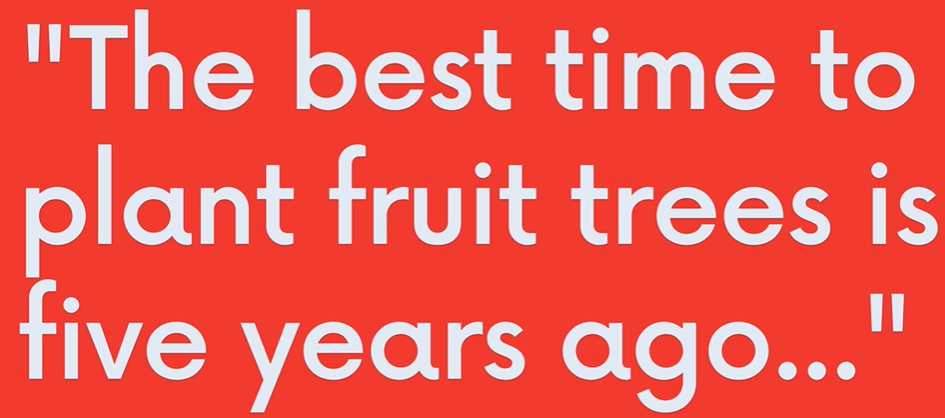 "The best time to
plant fruit trees is
five years ago..."